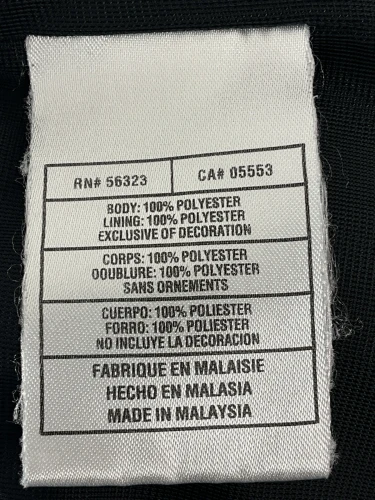 RN# 56323
CA# 05553
BODY: 100% POLYESTER
LINING: 100% POLYESTER
EXCLUSIVE OF DECORATION
CORPS: 100% POLYESTER
OOUBLURE: 100% POLYESTER
SANS ORNEMENTS
CUERPO: 100% POLIESTER
FORRO: 100% POLIESTER
NO INCLUYE LA DECORACION
FABRIQUE EN MALAISIE
HECHO EN MALASIA
MADE IN MALAYSIA